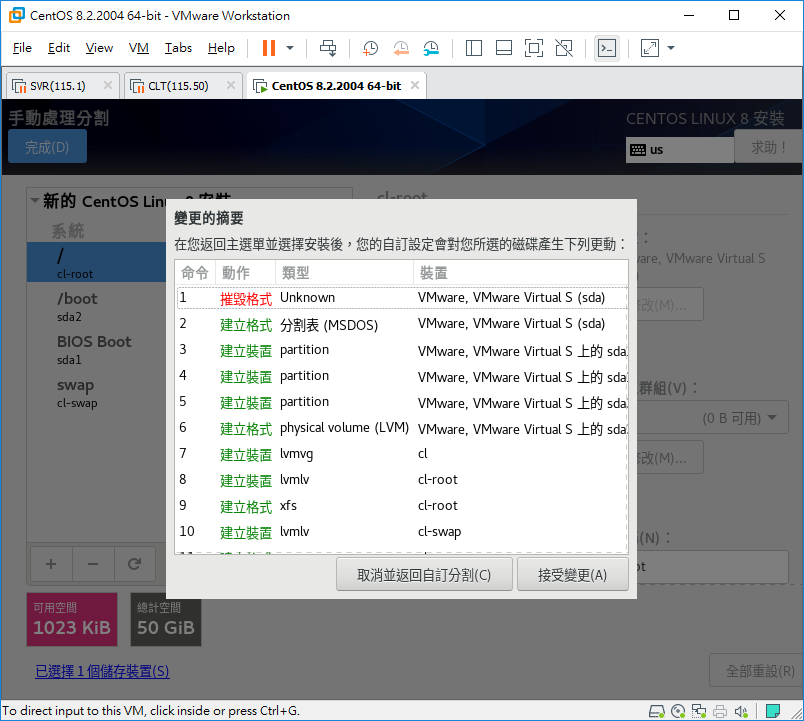 CentOS 8.2.2004 64-bit - VMware Workstation
File Edit View VM Tabs Help
SVR(115.1) CLT(115.50) CentOS 8.2.2004 64-bit
手動處理分割 CENTOS LINUX 8 安裝
完成(D) us 求助！
新的 CentOS Linux 8 安裝 cl-root
系統
/
cl-root
/boot
sda2
BIOS Boot
sda1
swap
cl-swap
變更的摘要
在您返回主選單並選擇安裝後，您的自訂設定會對您所選的磁碟產生下列更動：
命令 動作 類型 裝置
1 摧毀格式 Unknown VMware, VMware Virtual S (sda)
2 建立格式 分割表 (MSDOS) VMware, VMware Virtual S (sda)
3 建立裝置 partition VMware, VMware Virtual S 上的 sda
4 建立裝置 partition VMware, VMware Virtual S 上的 sda
5 建立裝置 partition VMware, VMware Virtual S 上的 sda
6 建立格式 physical volume (LVM) VMware, VMware Virtual S 上的 sda
7 建立裝置 lvmvg cl
8 建立裝置 lvmlv cl-root
9 建立格式 xfs cl-root
10 建立裝置 lvmlv cl-swap
取消並返回自訂分割(C) 接受變更(A)
：
are, VMware Virtual S
改(M)...
群組(V)：
(0 B 可用)
改(M)...
(N)：
ot
可用空間
1023 KiB
總計空間
50 GiB
已選擇 1 個儲存裝置(S) 全部重設(R)
To direct input to this VM, click inside or press Ctrl+G.